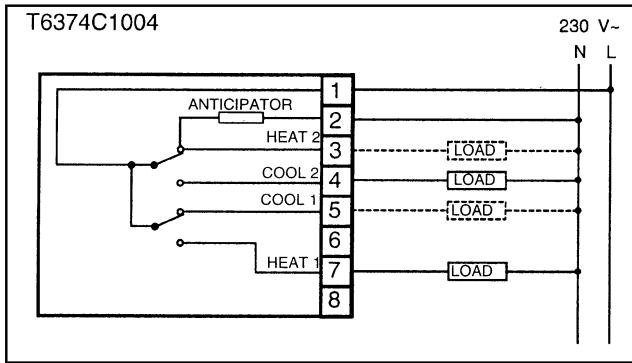 T6374C1004
230 V~
N L
1
ANTICIPATOR
2
HEAT 2
3
LOAD
COOL 2
4
LOAD
COOL 1
5
LOAD
6
HEAT 1
7
LOAD
8